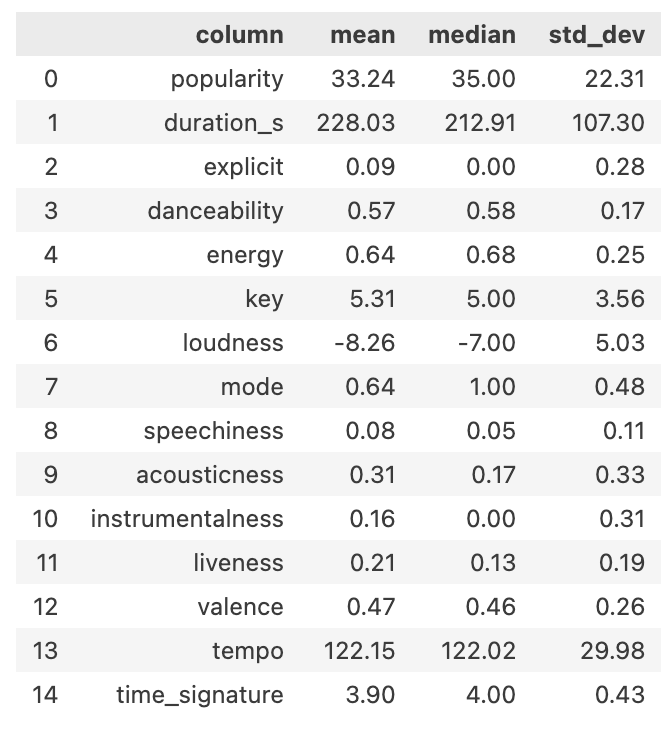 column mean median std_dev
0 popularity 33.24 35.00 22.31
1 duration_s 228.03 212.91 107.30
2 explicit 0.09 0.00 0.28
3 danceability 0.57 0.58 0.17
4 energy 0.64 0.68 0.25
5 key 5.31 5.00 3.56
6 loudness -8.26 -7.00 5.03
7 mode 0.64 1.00 0.48
8 speechiness 0.08 0.05 0.11
9 acousticness 0.31 0.17 0.33
10 instrumentalness 0.16 0.00 0.31
11 liveness 0.21 0.13 0.19
12 valence 0.47 0.46 0.26
13 tempo 122.15 122.02 29.98
14 time_signature 3.90 4.00 0.43